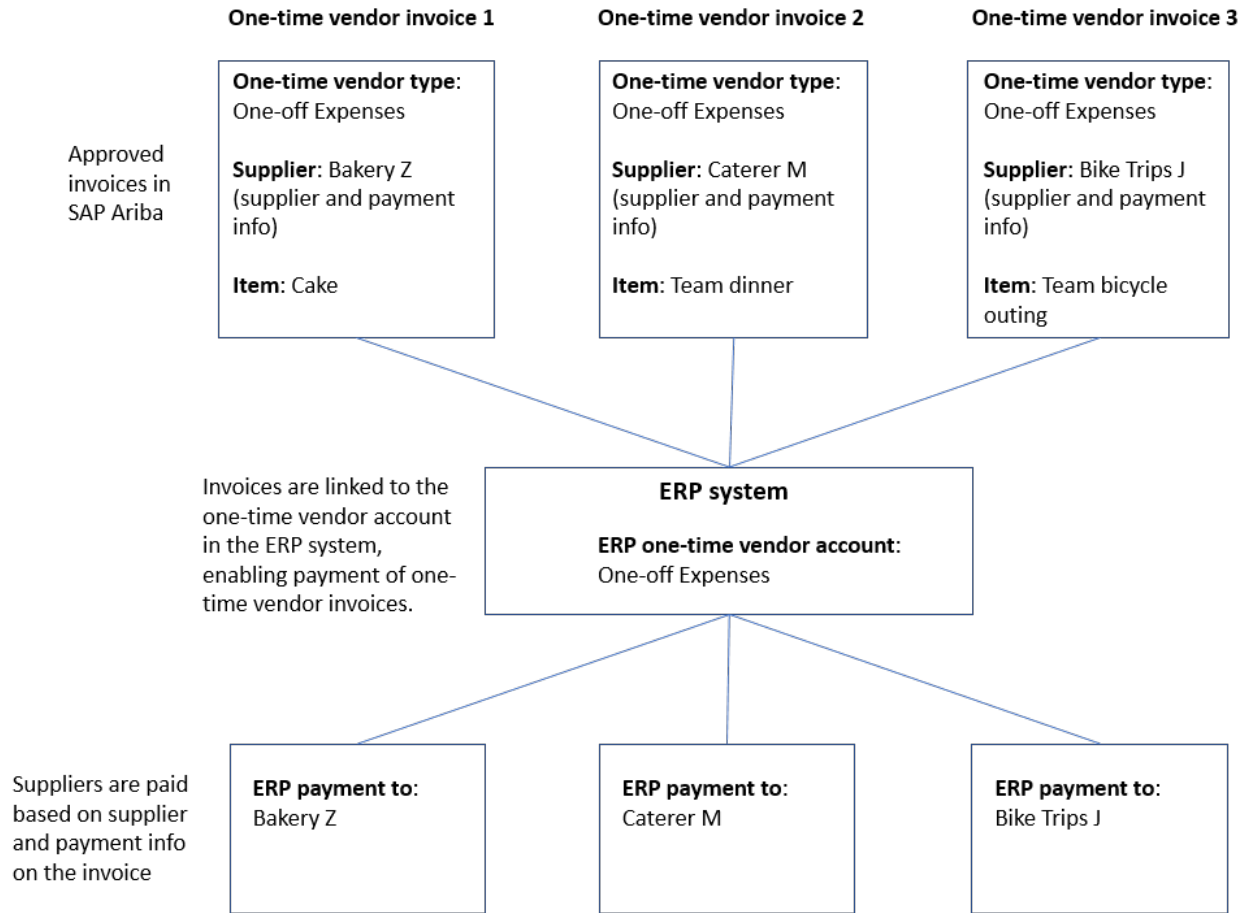 One-time vendor invoice 1
One-time vendor invoice 2
One-time vendor invoice 3
Approved
invoices in
SAP Ariba
One-time vendor type:
One-off Expenses
Supplier: Bakery Z
(supplier and payment
info)
Item: Cake
One-time vendor type:
One-off Expenses
Supplier: Caterer M
(supplier and payment
info)
Item: Team dinner
One-time vendor type:
One-off Expenses
Supplier: Bike Trips J
(supplier and payment
info)
Item: Team bicycle
outing
Invoices are linked to the
one-time vendor account
in the ERP system,
enabling payment of one-
time vendor invoices.
ERP system
ERP one-time vendor account:
One-off Expenses
Suppliers are paid
based on supplier
and payment info
on the invoice
ERP payment to:
Bakery Z
ERP payment to:
Caterer M
ERP payment to:
Bike Trips J